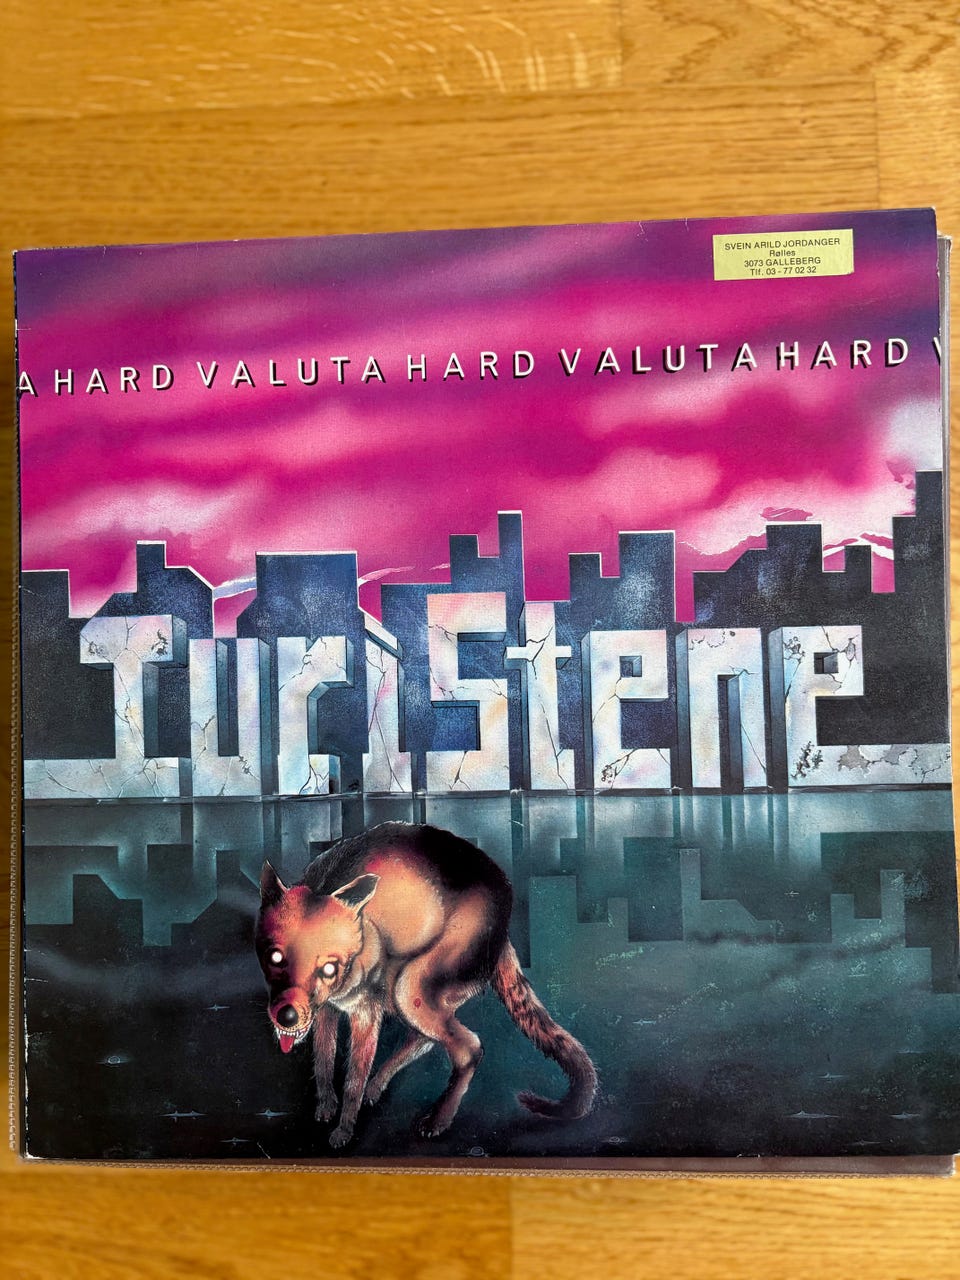 SVEIN ARILD JORDANGER
Rølles
3073 GALLEBERG
Tlf. 03 - 77 02 32
A HARD VALUTA HARD VALUTA HARD V
TuriStene